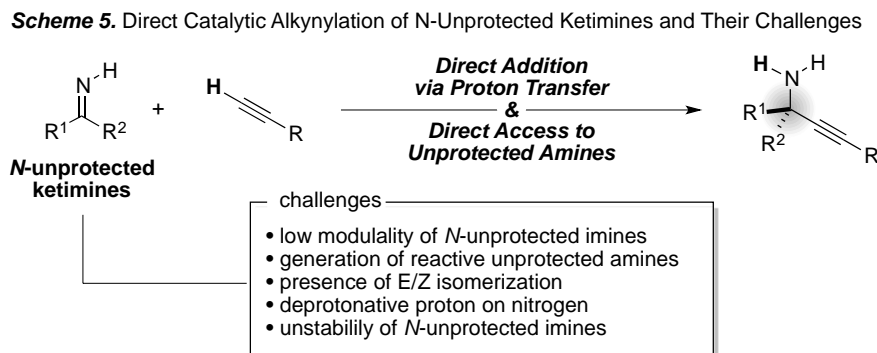 Scheme 5. Direct Catalytic Alkynylation of N-Unprotected Ketimines and Their Challenges
N H
R1 R2
+
H
R
Direct Addition
via Proton Transfer
&
Direct Access to
Unprotected Amines
H N H
R1
R2
R
N-unprotected
ketimines
challenges
• low modulality of N-unprotected imines
• generation of reactive unprotected amines
• presence of E/Z isomerization
• deprotonative proton on nitrogen
• unstabilily of N-unprotected imines